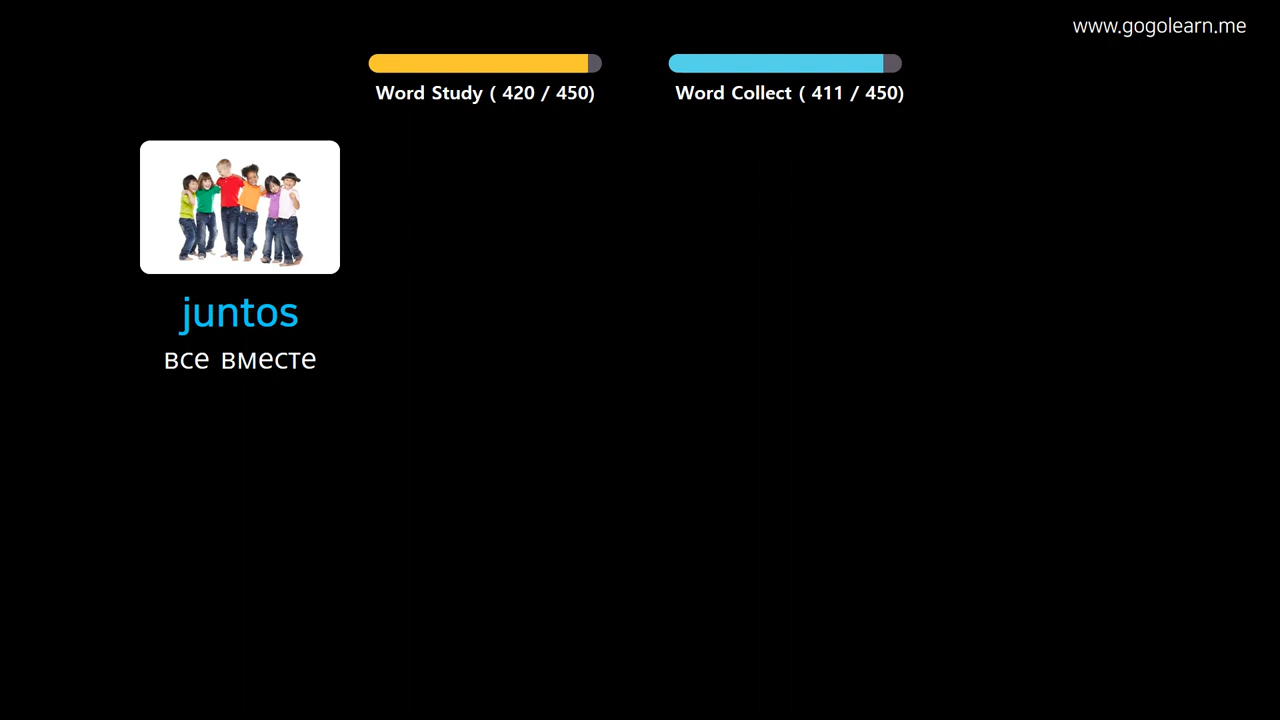 www.gogolearn.me
Word Study ( 420 / 450)
Word Collect ( 411 / 450)
juntos
все вместе